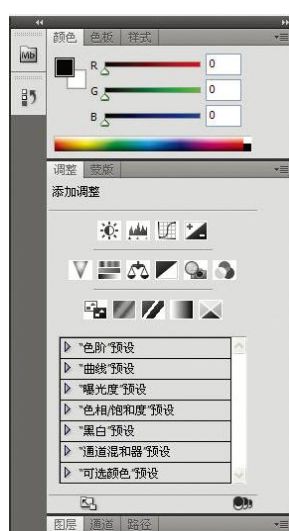 颜色 色板 样式
Mb
R 0
G 0
B 0
调整 蒙版
添加调整
"色阶"预设
"曲线"预设
"曝光度"预设
"色相/饱和度"预设
"黑白"预设
"通道混和器"预设
"可选颜色"预设
图层 通道 路径